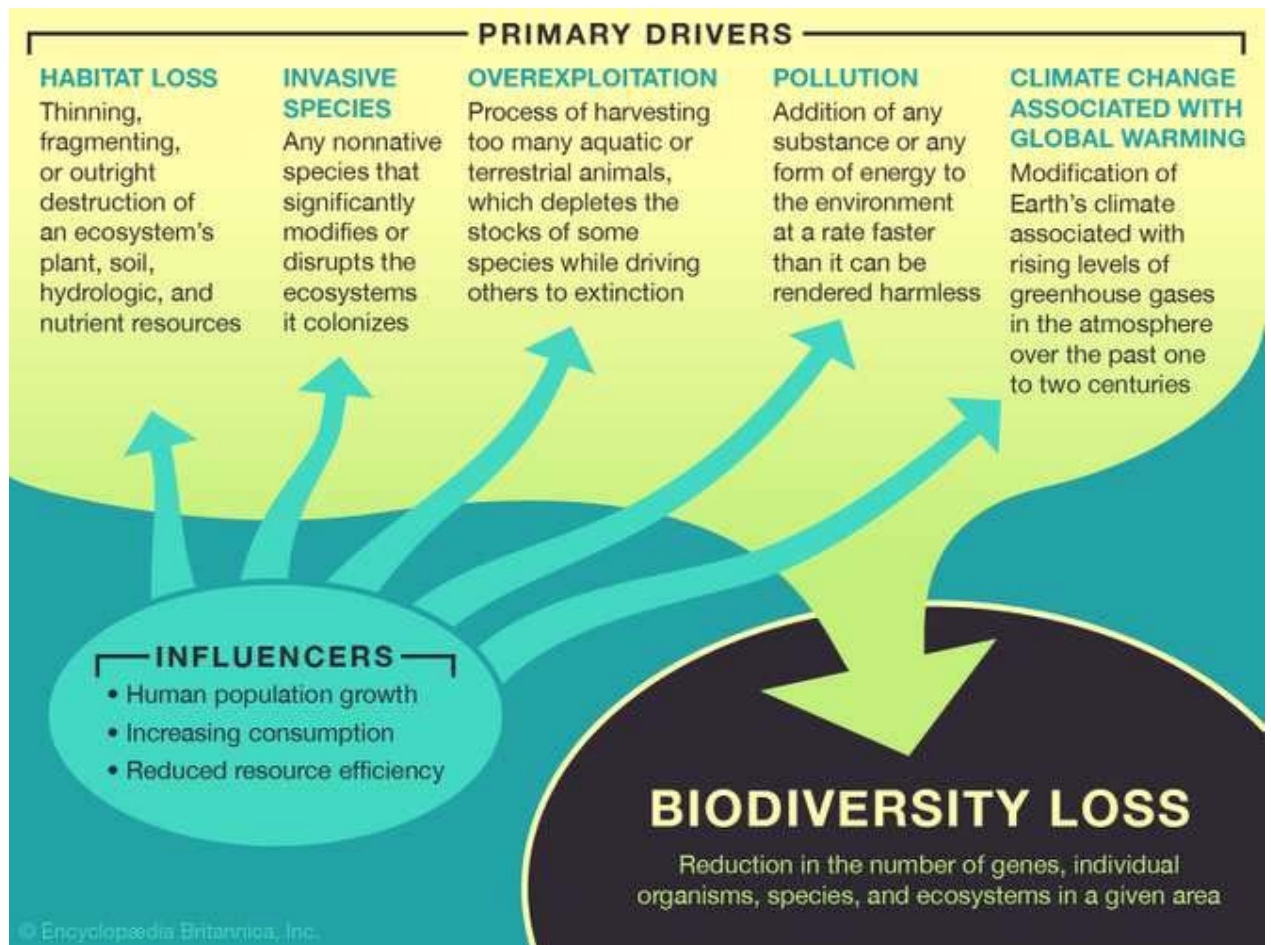 PRIMARY DRIVERS
HABITAT LOSS
Thinning,
fragmenting,
or outright
destruction of
an ecosystem's
plant, soil,
hydrologic, and
nutrient resources
INVASIVE
SPECIES
Any nonnative
species that
significantly
modifies or
disrupts the
ecosystems
it colonizes
OVEREXPLOITATION
Process of harvesting
too many aquatic or
terrestrial animals,
which depletes the
stocks of some
species while driving
others to extinction
POLLUTION
Addition of any
substance or any
form of energy to
the environment
at a rate faster
than it can be
rendered harmless
CLIMATE CHANGE
ASSOCIATED WITH
GLOBAL WARMING
Modification of
Earth's climate
associated with
rising levels of
greenhouse gases
in the atmosphere
over the past one
to two centuries
INFLUENCERS
• Human population growth
• Increasing consumption
• Reduced resource efficiency
BIODIVERSITY LOSS
Reduction in the number of genes, individual
organisms, species, and ecosystems in a given area
© Encyclopædia Britannica, Inc.